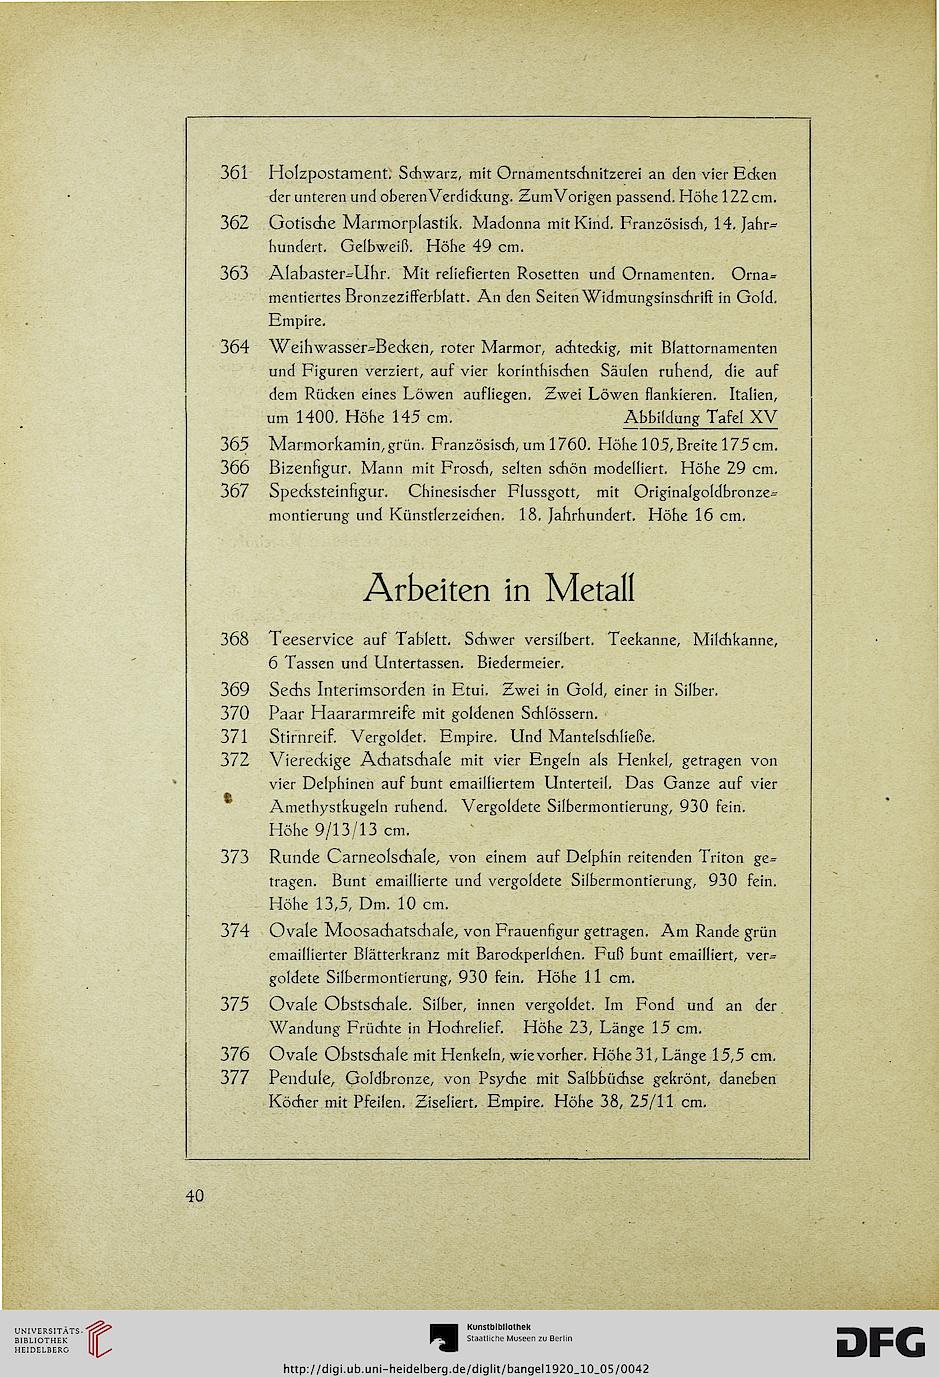 361 Holzpostament. Schwarz, mit Ornamentschnitzerei an den vier Ecken
der unteren und oberen Verdickung. Zum Vorigen passend. Höhe 122 cm.
362 Gotische Marmorplastik. Madonna mit Kind. Französisch, 14. Jahr=
hundert. Gelbweiß. Höhe 49 cm.
363 Alabaster=Uhr. Mit reliefierten Rosetten und Ornamenten. Orna=
mentiertes Bronzezifferblatt. An den Seiten Widmungsinschrift in Gold.
Empire.
364 Weihwasser=Becken, roter Marmor, achteckig, mit Blattornamenten
und Figuren verziert, auf vier korinthischen Säulen ruhend, die auf
dem Rücken eines Löwen aufliegen. Zwei Löwen flankieren. Italien,
um 1400. Höhe 145 cm. Abbildung Tafel XV
365 Marmorkamin, grün. Französisch, um 1760. Höhe 105, Breite 175 cm.
366 Bizenfigur. Mann mit Frosch, selten schön modelliert. Höhe 29 cm.
367 Specksteinfigur. Chinesischer Flussgott, mit Originalgoldbronze=
montierung und Künstlerzeichen. 18. Jahrhundert. Höhe 16 cm.
Arbeiten in Metall
368 Teeservice auf Tablett. Schwer versilbert. Teekanne, Milchkanne,
6 Tassen und Untertassen. Biedermeier.
369 Sechs Interimsorden in Etui. Zwei in Gold, einer in Silber.
370 Paar Haararmreife mit goldenen Schlössern.
371 Stirnreif. Vergoldet. Empire. Und Mantelschließe.
372 Viereckige Achatschale mit vier Engeln als Henkel, getragen von
vier Delphinen auf bunt emailliertem Unterteil. Das Ganze auf vier
Amethystkugeln ruhend. Vergoldete Silbermontierung, 930 fein.
Höhe 9/13/13 cm.
373 Runde Carneolschale, von einem auf Delphin reitenden Triton ge=
tragen. Bunt emaillierte und vergoldete Silbermontierung, 930 fein.
Höhe 13,5, Dm. 10 cm.
374 Ovale Moosachatschale, von Frauenfigur getragen. Am Rande grün
emaillierter Blätterkranz mit Barockperlchen. Fuß bunt emailliert, ver=
goldete Silbermontierung, 930 fein. Höhe 11 cm.
375 Ovale Obstschale. Silber, innen vergoldet. Im Fond und an der
Wandung Früchte in Hochrelief. Höhe 23, Länge 15 cm.
376 Ovale Obstschale mit Henkeln, wie vorher. Höhe 31, Länge 15,5 cm.
377 Pendule, Goldbronze, von Psyche mit Salbbüchse gekrönt, daneben
Köcher mit Pfeilen. Ziseliert. Empire. Höhe 38, 25/11 cm.
40
UNIVERSITÄTS-
BIBLIOTHEK
HEIDELBERG
Kunstbibliothek
Staatliche Museen zu Berlin
DFG
http://digi.ub.uni-heidelberg.de/diglit/bangel1920_10_05/0042